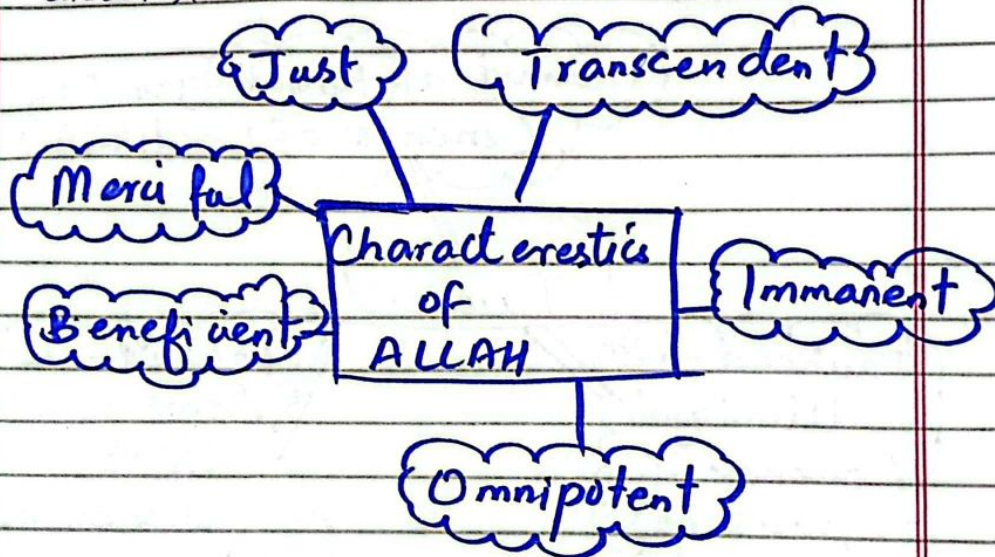 Just
Transcendent
Merciful
Characterestics
of
ALLAH
Immanent
Beneficient
Omnipotent